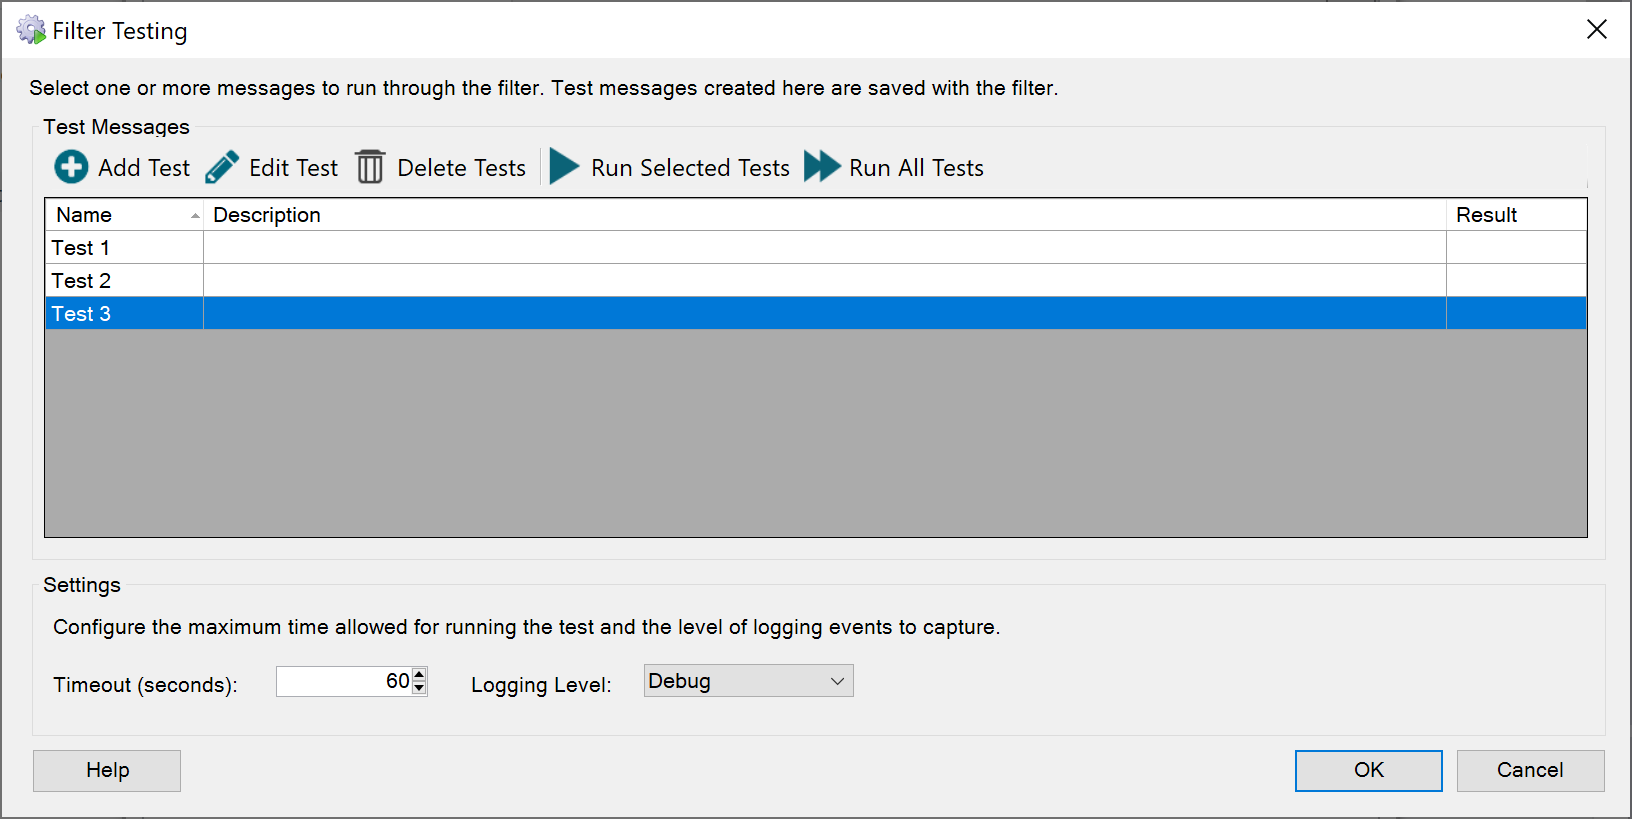 Filter Testing
Select one or more messages to run through the filter. Test messages created here are saved with the filter.
Test Messages
Add Test Edit Test Delete Tests Run Selected Tests Run All Tests
Name Description Result
Test 1
Test 2
Test 3
Settings
Configure the maximum time allowed for running the test and the level of logging events to capture.
Timeout (seconds): 60 Logging Level: Debug
Help OK Cancel